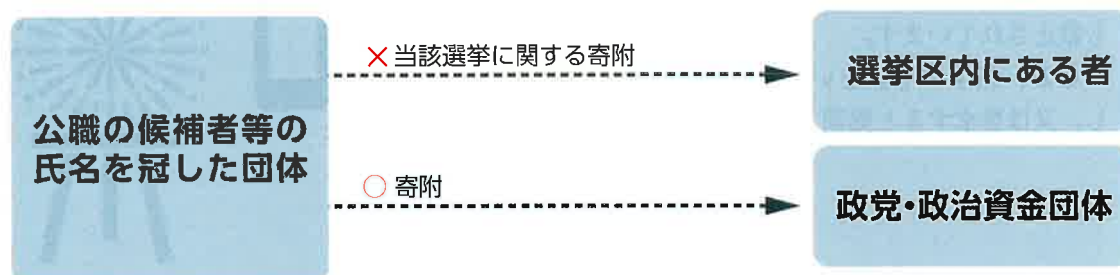 公職の候補者等の
氏名を冠した団体
×当該選挙に関する寄附
選挙区内にある者
○ 寄附
政党・政治資金団体